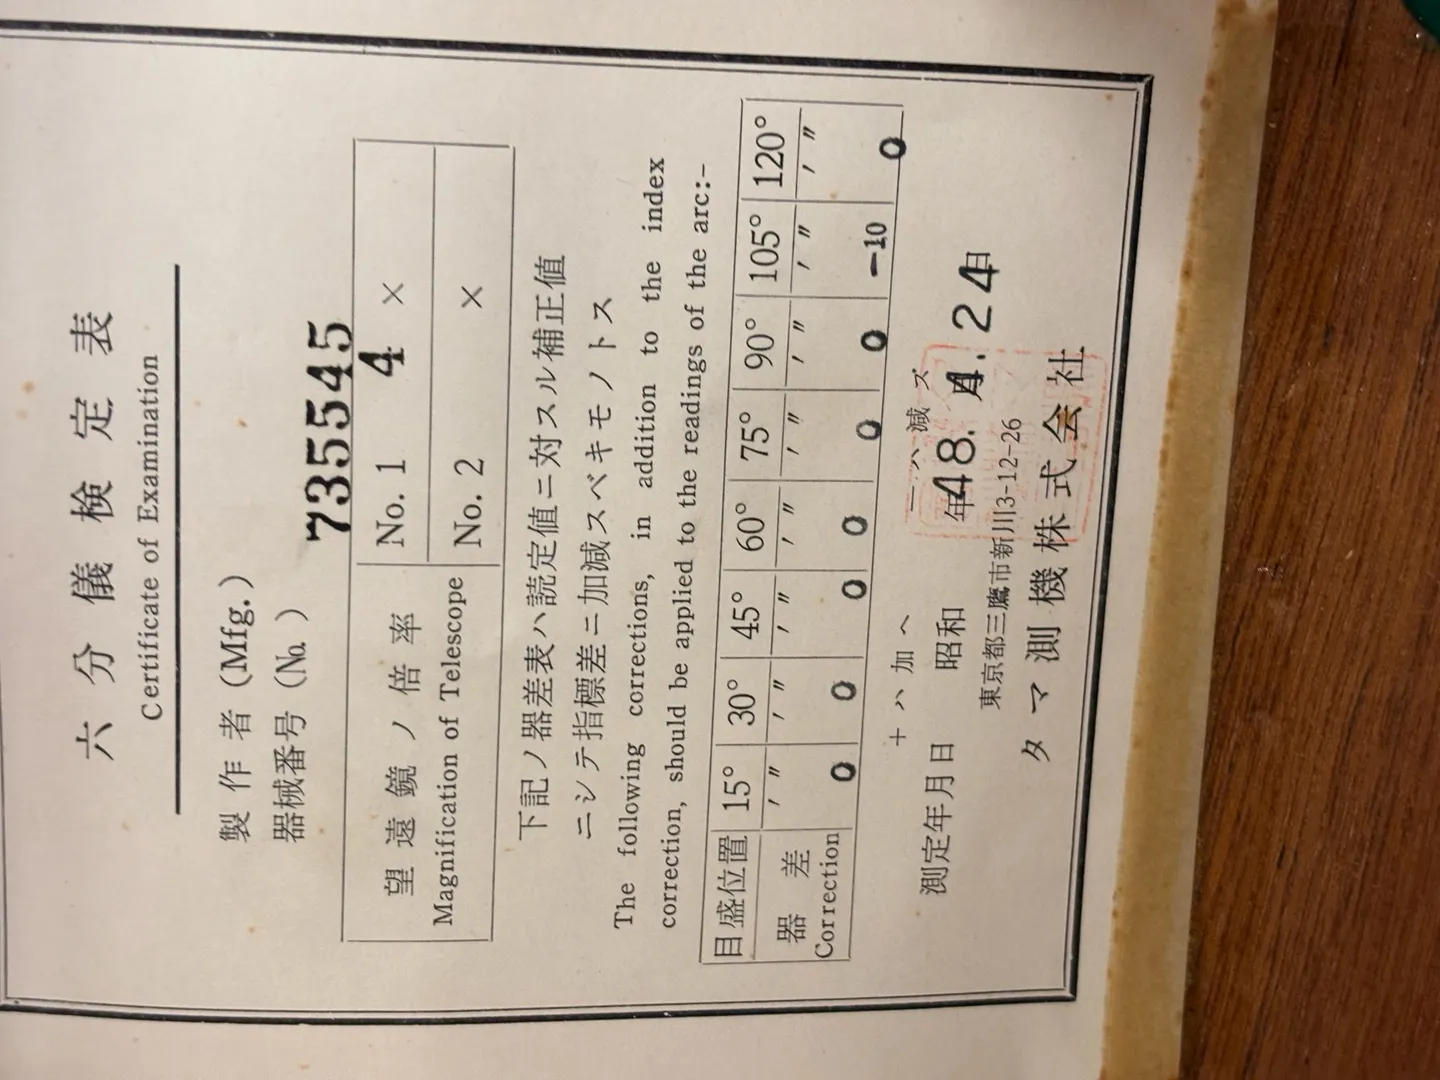 六分儀検定表
Certificate of Examination
製作者(Mfg.)
器械番号(№) 735545
望遠鏡ノ倍率 No. 1 4 ×
Magnification of Telescope No. 2 ×
下記ノ器差表ハ読定値ニ対スル補正値
ニシテ指標差ニ加減スベキモノトス
The following corrections, in addition to the index
correction, should be applied to the readings of the arc:-
目盛位置 15° 30° 45° 60° 75° 90° 105° 120°
器差 ′ ″ ′ ″ ′ ″ ′ ″ ′ ″ ′ ″ ′ ″ ′ ″
Correction 0 0 0 0 0 0 -10 0
+ハ加ヘ -ハ減ズ
測定年月日 昭和 年48.月4.24日
東京都三鷹市新川3-12-26
タマ測機株式会社